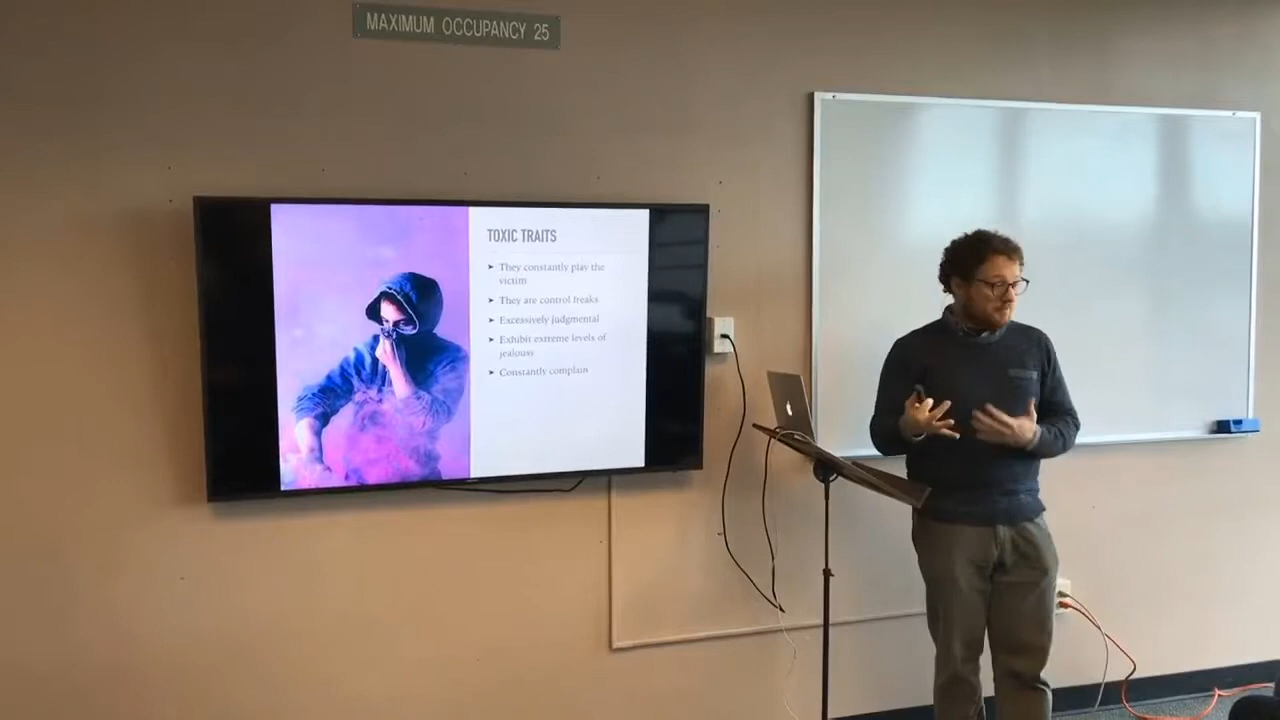 MAXIMUM OCCUPANCY 25
TOXIC TRAITS
➤ They constantly play the
victim
➤ They are control freaks
➤ Excessively judgmental
➤ Exhibit extreme levels of
jealouss
➤ Constantly complain